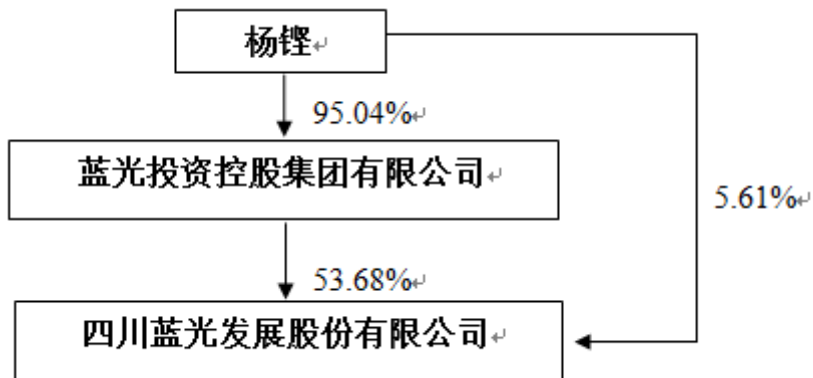 杨铿
95.04%
蓝光投资控股集团有限公司
5.61%
53.68%
四川蓝光发展股份有限公司